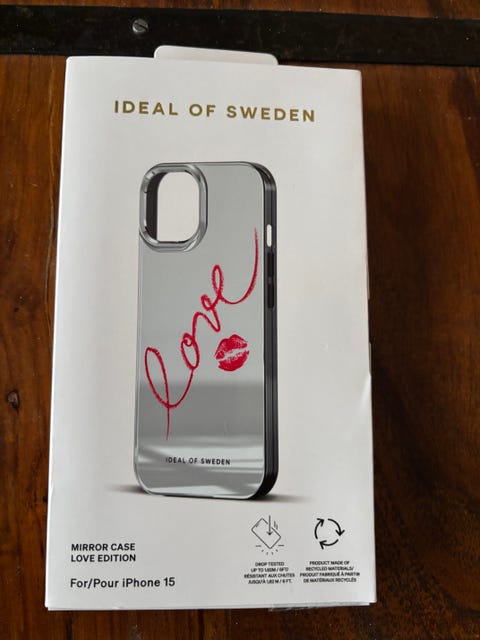 IDEAL OF SWEDEN
love
IDEAL OF SWEDEN
MIRROR CASE
LOVE EDITION
For/Pour iPhone 15
DROP TESTED
UP TO 1.82M / 6FT/
RÉSISTANT AUX CHUTES
JUSQU'À 1,82 M / 6 FT.
PRODUCT MADE OF
RECYCLED MATERIALS/
PRODUIT FABRIQUÉ À PARTIR
DE MATÉRIAUX RECYCLÉS